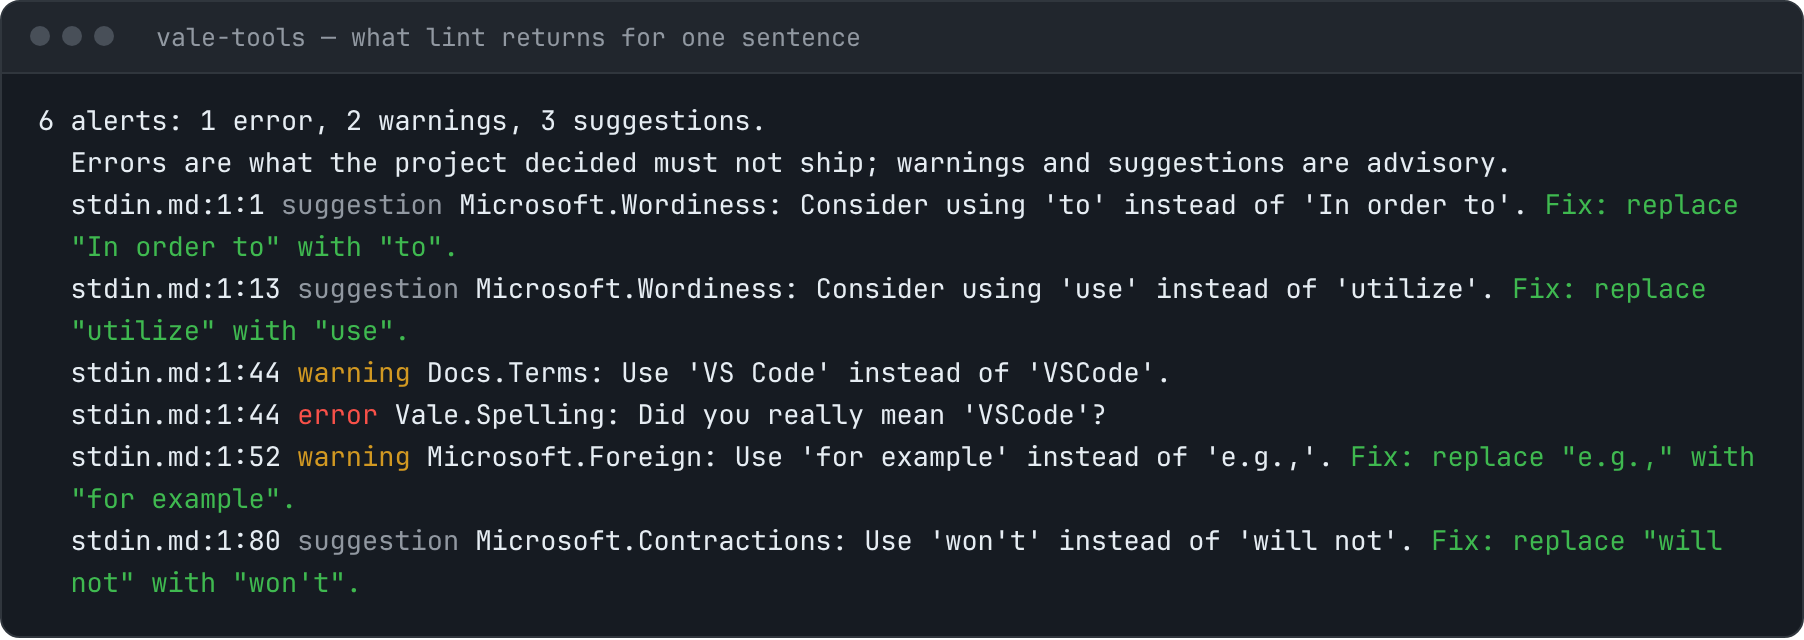 vale-tools — what lint returns for one sentence
6 alerts: 1 error, 2 warnings, 3 suggestions.
Errors are what the project decided must not ship; warnings and suggestions are advisory.
stdin.md:1:1 suggestion Microsoft.Wordiness: Consider using 'to' instead of 'In order to'. Fix: replace
"In order to" with "to".
stdin.md:1:13 suggestion Microsoft.Wordiness: Consider using 'use' instead of 'utilize'. Fix: replace
"utilize" with "use".
stdin.md:1:44 warning Docs.Terms: Use 'VS Code' instead of 'VSCode'.
stdin.md:1:44 error Vale.Spelling: Did you really mean 'VSCode'?
stdin.md:1:52 warning Microsoft.Foreign: Use 'for example' instead of 'e.g.,'. Fix: replace "e.g.," with
"for example".
stdin.md:1:80 suggestion Microsoft.Contractions: Use 'won't' instead of 'will not'. Fix: replace "will
not" with "won't".